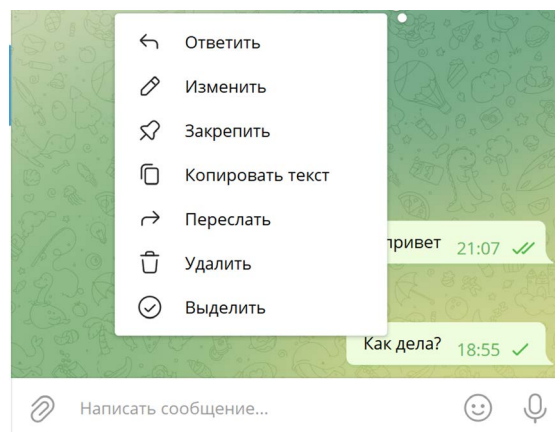 Ответить
Изменить
Закрепить
Копировать текст
Переслать
Удалить
Выделить
привет 21:07
Как дела? 18:55
Написать сообщение...